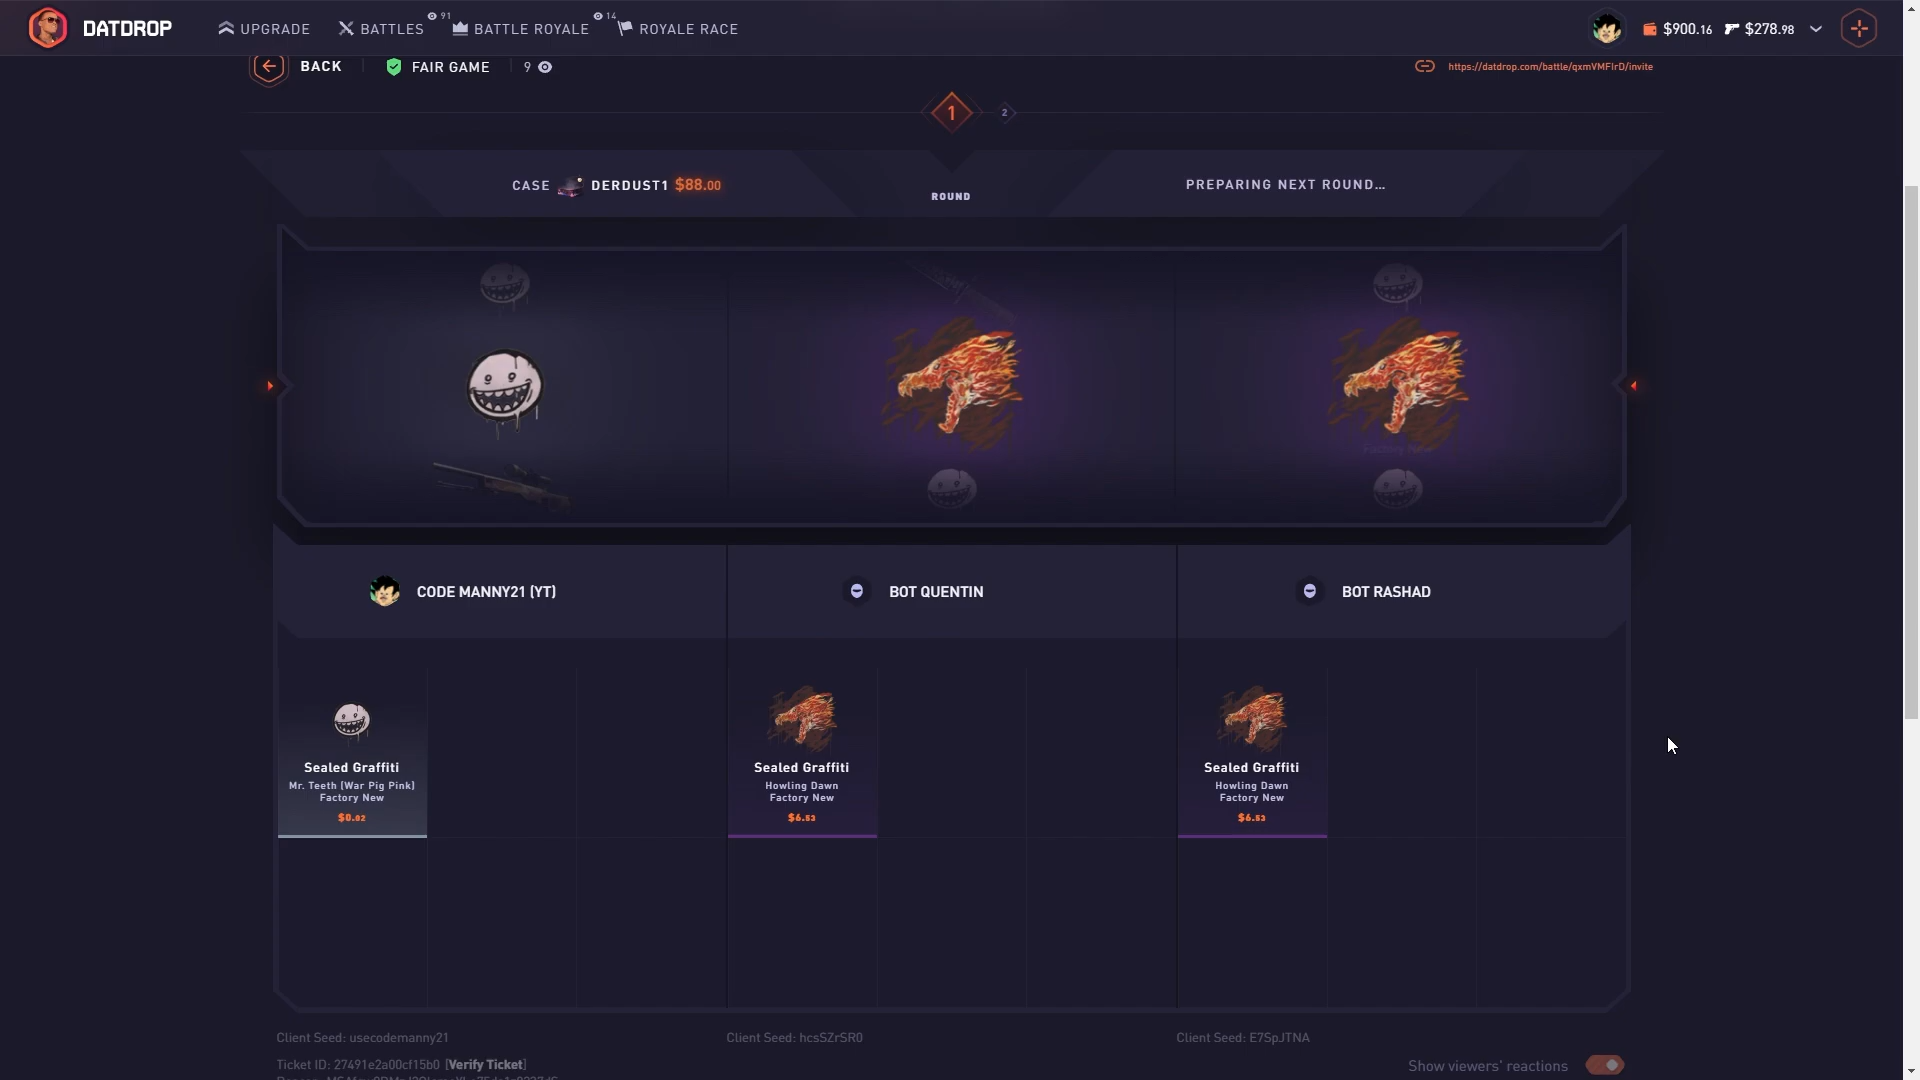 DATDROP
UPGRADE
BATTLES 91
BATTLE ROYALE 14
ROYALE RACE
$900.16
$278.98
BACK
FAIR GAME
9
https://datdrop.com/battle/qxmVMFIrD/invite
1
2
CASE DERDUST1 $88.00
ROUND
PREPARING NEXT ROUND...
Factory New
CODE MANNY21 (YT)
BOT QUENTIN
BOT RASHAD
Sealed Graffiti
Mr. Teeth (War Pig Pink)
Factory New
$0.02
Sealed Graffiti
Howling Dawn
Factory New
$6.53
Sealed Graffiti
Howling Dawn
Factory New
$6.53
Client Seed: usecodemanny21
Client Seed: hcsSZrSR0
Client Seed: E7SpJTNA
Ticket ID: 27491e2a00cf15b0 [Verify Ticket]
Show viewers' reactions